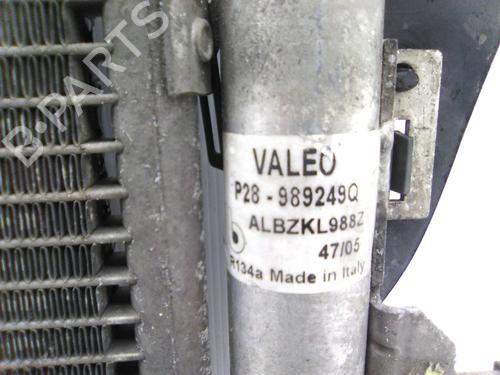 B-PARTS
VALEO
P28 - 989249Q
ALBZKL988Z
47/05
R134a Made in Italy